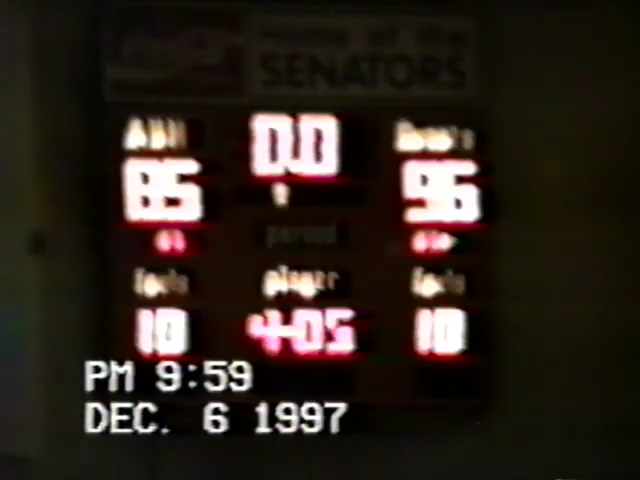 Home of the
SENATORS
0.0
85 96
period
fouls player fouls
10 4-05 10
PM 9:59
DEC. 6 1997